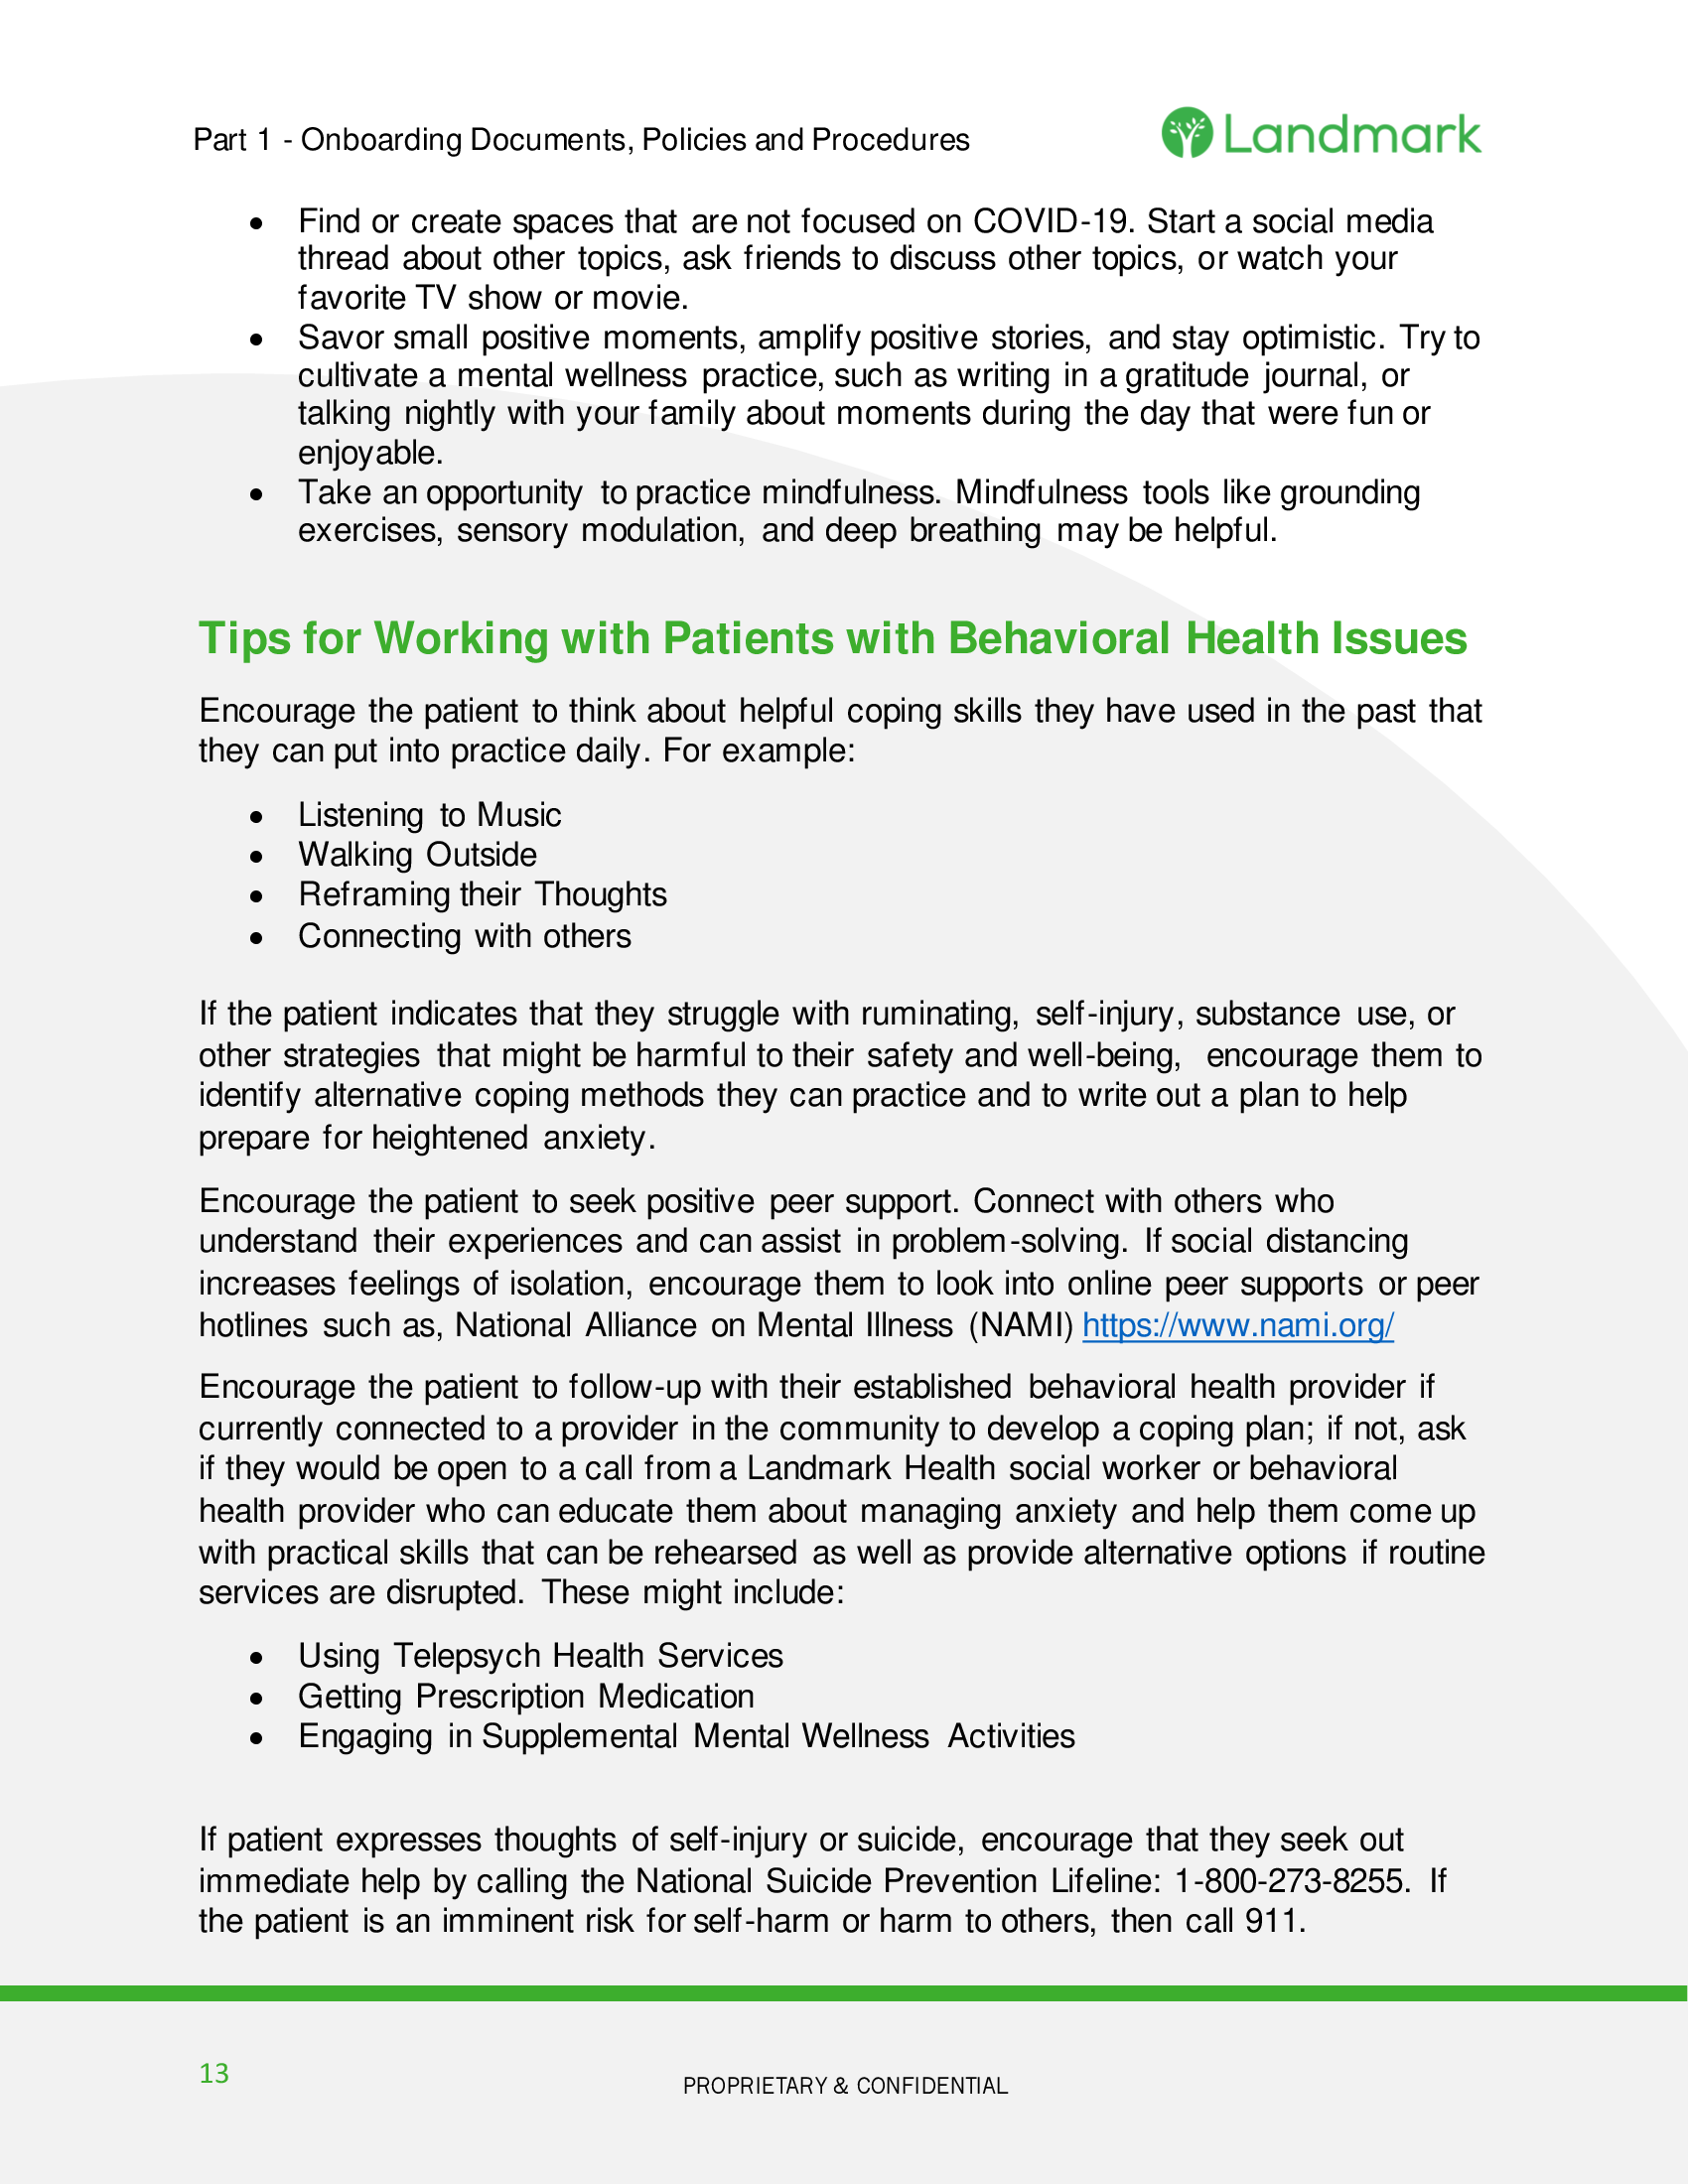 Part 1 - Onboarding Documents, Policies and Procedures
Landmark
• Find or create spaces that are not focused on COVID-19. Start a social media
thread about other topics, ask friends to discuss other topics, or watch your
favorite TV show or movie.
• Savor small positive moments, amplify positive stories, and stay optimistic. Try to
cultivate a mental wellness practice, such as writing in a gratitude journal, or
talking nightly with your family about moments during the day that were fun or
enjoyable.
• Take an opportunity to practice mindfulness. Mindfulness tools like grounding
exercises, sensory modulation, and deep breathing may be helpful.
Tips for Working with Patients with Behavioral Health Issues
Encourage the patient to think about helpful coping skills they have used in the past that
they can put into practice daily. For example:
• Listening to Music
• Walking Outside
• Reframing their Thoughts
• Connecting with others
If the patient indicates that they struggle with ruminating, self-injury, substance use, or
other strategies that might be harmful to their safety and well-being, encourage them to
identify alternative coping methods they can practice and to write out a plan to help
prepare for heightened anxiety.
Encourage the patient to seek positive peer support. Connect with others who
understand their experiences and can assist in problem-solving. If social distancing
increases feelings of isolation, encourage them to look into online peer supports or peer
hotlines such as, National Alliance on Mental Illness (NAMI) https://www.nami.org/
Encourage the patient to follow-up with their established behavioral health provider if
currently connected to a provider in the community to develop a coping plan; if not, ask
if they would be open to a call from a Landmark Health social worker or behavioral
health provider who can educate them about managing anxiety and help them come up
with practical skills that can be rehearsed as well as provide alternative options if routine
services are disrupted. These might include:
• Using Telepsych Health Services
• Getting Prescription Medication
• Engaging in Supplemental Mental Wellness Activities
If patient expresses thoughts of self-injury or suicide, encourage that they seek out
immediate help by calling the National Suicide Prevention Lifeline: 1-800-273-8255. If
the patient is an imminent risk for self-harm or harm to others, then call 911.
13
PROPRIETARY & CONFIDENTIAL